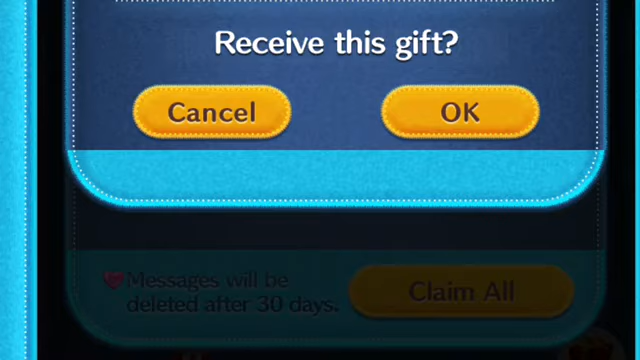 Receive this gift?
Cancel
OK
Messages will be
deleted after 30 days.
Claim All